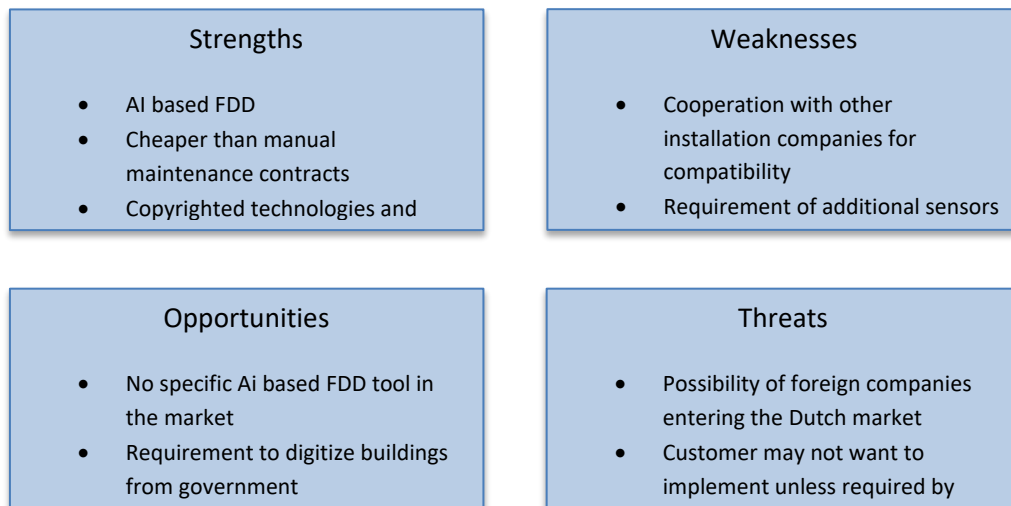 Strengths
• AI based FDD
• Cheaper than manual
maintenance contracts
• Copyrighted technologies and
Weaknesses
• Cooperation with other
installation companies for
compatibility
• Requirement of additional sensors
Opportunities
• No specific Ai based FDD tool in
the market
• Requirement to digitize buildings
from government
Threats
• Possibility of foreign companies
entering the Dutch market
• Customer may not want to
implement unless required by